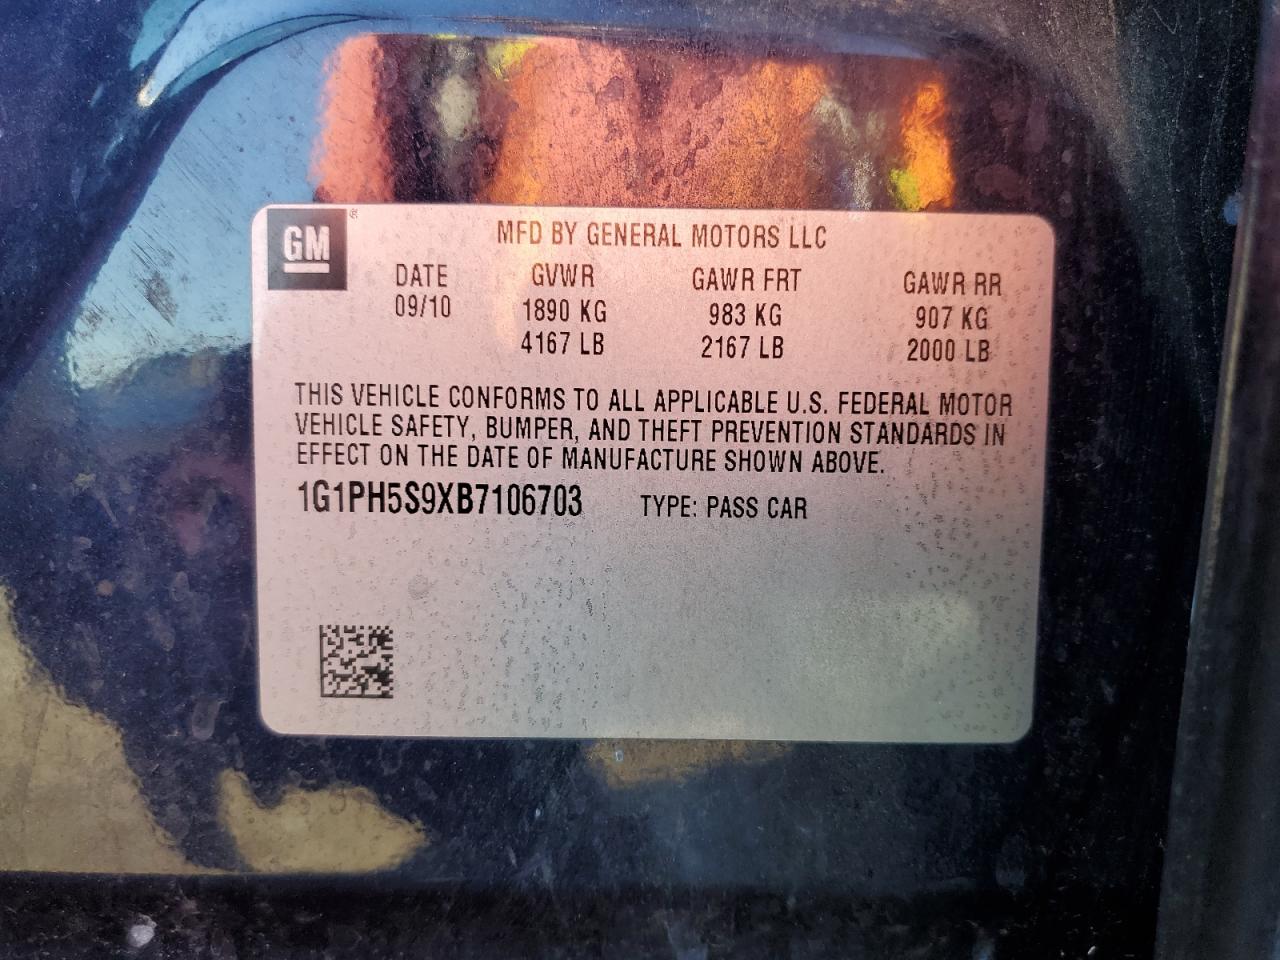 GM ®
MFD BY GENERAL MOTORS LLC
DATE GVWR GAWR FRT GAWR RR
09/10 1890 KG 983 KG 907 KG
4167 LB 2167 LB 2000 LB
THIS VEHICLE CONFORMS TO ALL APPLICABLE U.S. FEDERAL MOTOR
VEHICLE SAFETY, BUMPER, AND THEFT PREVENTION STANDARDS IN
EFFECT ON THE DATE OF MANUFACTURE SHOWN ABOVE.
1G1PH5S9XB7106703 TYPE: PASS CAR